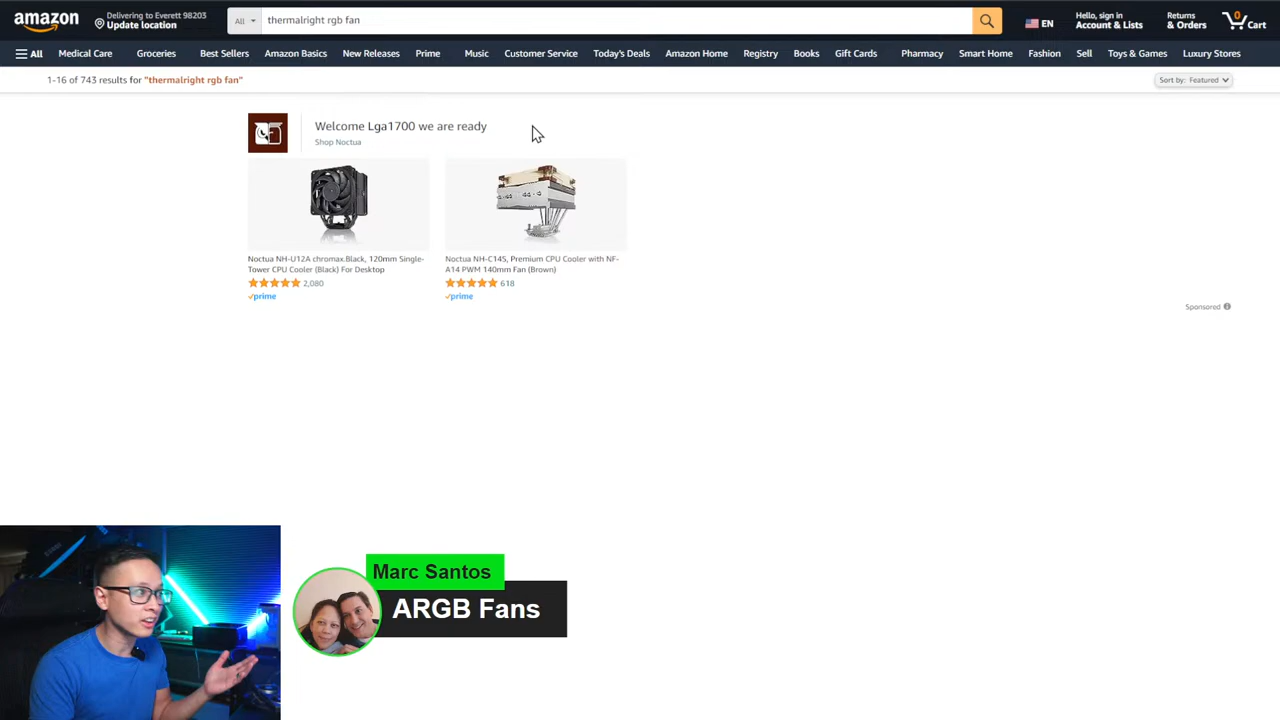 amazon
Delivering to Everett 98203
Update location
All
thermalright rgb fan
EN
Hello, sign in
Account & Lists
Returns
& Orders
0
Cart
All
Medical Care
Groceries
Best Sellers
Amazon Basics
New Releases
Prime
Music
Customer Service
Today's Deals
Amazon Home
Registry
Books
Gift Cards
Pharmacy
Smart Home
Fashion
Sell
Toys & Games
Luxury Stores
1-16 of 743 results for "thermalright rgb fan"
Sort by: Featured
Welcome Lga1700 we are ready
Shop Noctua
Noctua NH-U12A chromax.Black, 120mm Single-
Tower CPU Cooler (Black) For Desktop
2,080
prime
Noctua NH-C14S, Premium CPU Cooler with NF-
A14 PWM 140mm Fan (Brown)
618
prime
Sponsored
Marc Santos
ARGB Fans